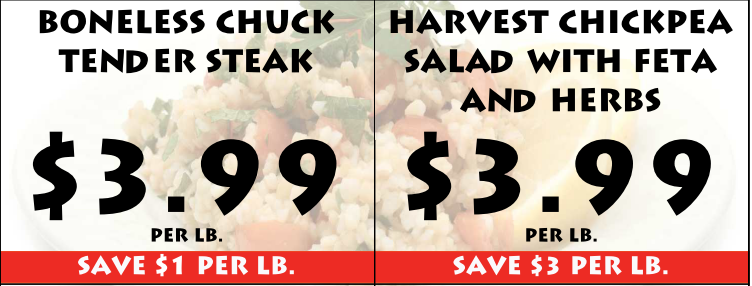 BONELESS CHUCK
TENDER STEAK
$3.99
PER LB.
SAVE $1 PER LB.
HARVEST CHICKPEA
SALAD WITH FETA
AND HERBS
$3.99
PER LB.
SAVE $3 PER LB.